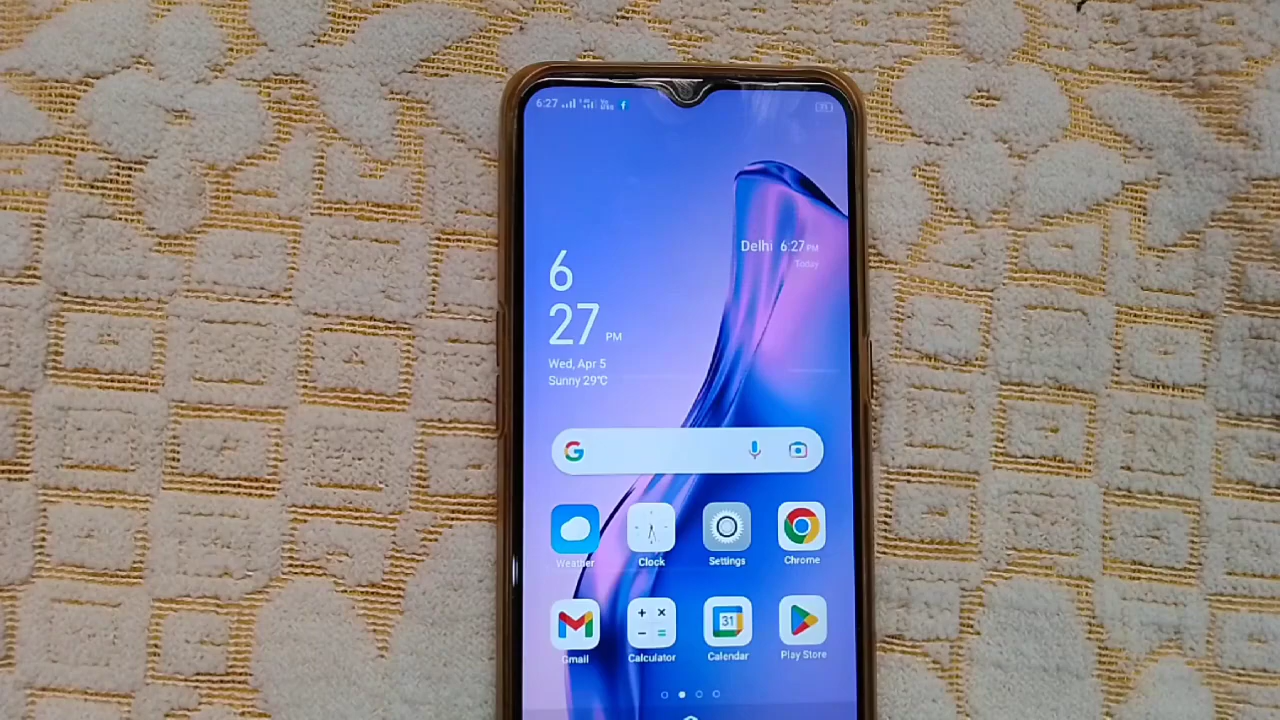 6:27
Delhi 6:27 PM
Today
6
27 PM
Wed, Apr 5
Sunny 29°C
Weather
Clock
Settings
Chrome
31
Gmail
Calculator
Calendar
Play Store